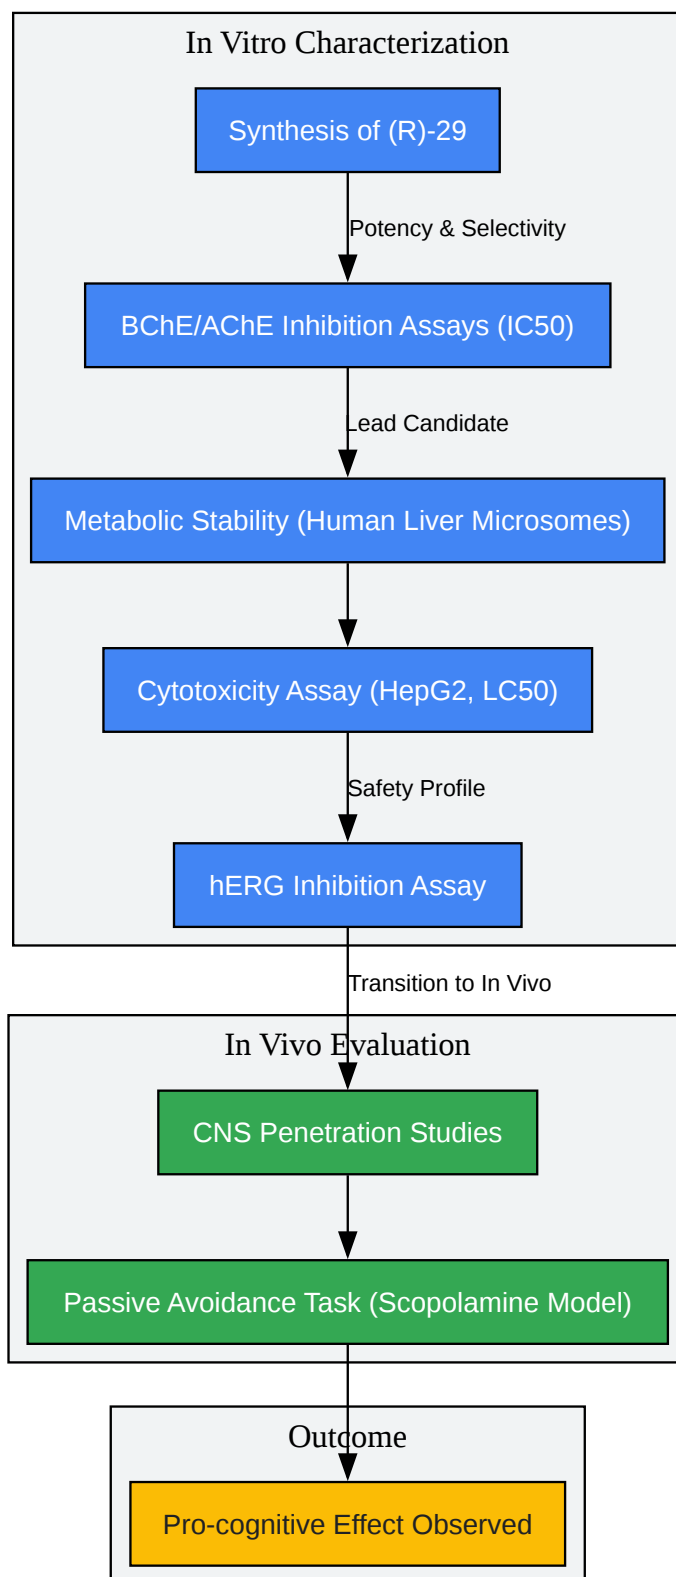 In Vitro Characterization
Synthesis of (R)-29
Potency & Selectivity
BChE/AChE Inhibition Assays (IC50)
Lead Candidate
Metabolic Stability (Human Liver Microsomes)
Cytotoxicity Assay (HepG2, LC50)
Safety Profile
hERG Inhibition Assay
Transition to In Vivo
In Vivo Evaluation
CNS Penetration Studies
Passive Avoidance Task (Scopolamine Model)
Outcome
Pro-cognitive Effect Observed